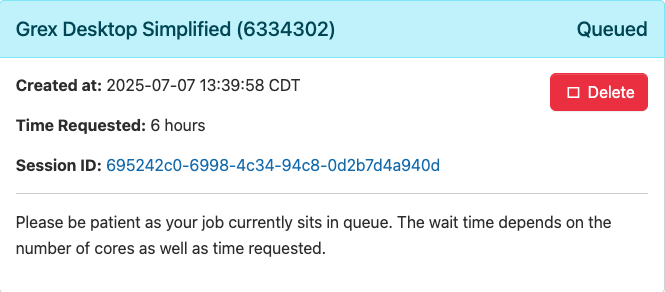 Grex Desktop Simplified (6334302) Queued
Created at: 2025-07-07 13:39:58 CDT
Delete
Time Requested: 6 hours
Session ID: 695242c0-6998-4c34-94c8-0d2b7d4a940d
Please be patient as your job currently sits in queue. The wait time depends on the
number of cores as well as time requested.